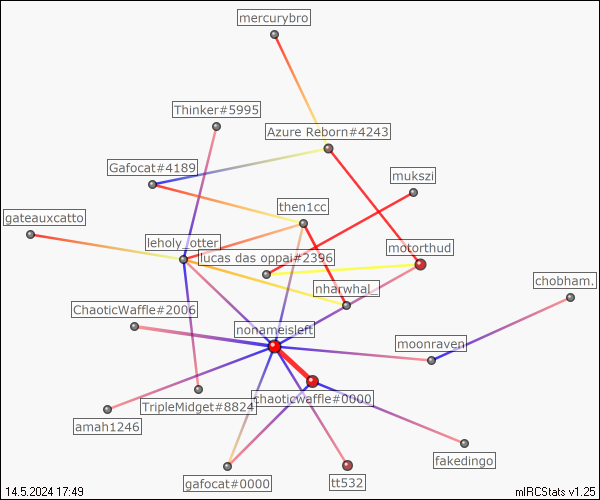 mercurybro
Thinker#5995
Azure Reborn#4243
Gafocat#4189
mukszi
then1cc
gateauxcatto
leholy_otter
motorthud
lucas das oppai#2396
chobham.
nharwhal_
ChaoticWaffle#2006
nonameisleft
moonraven
chaoticwaffle#0000
TripleMidget#8824
amah1246
fakedingo
gafocat#0000
tt532
14.5.2024 17:49
mIRCStats v1.25